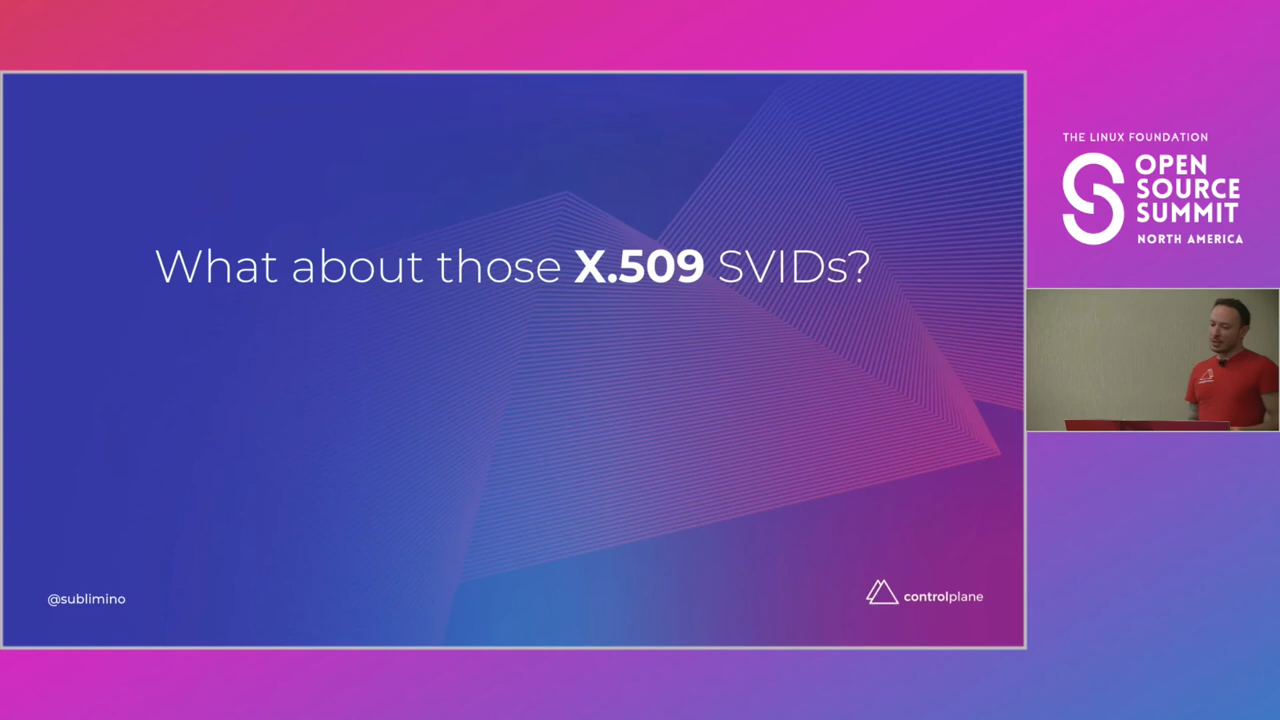 What about those X.509 SVIDs?
@sublimino
controlplane
THE LINUX FOUNDATION
OPEN
SOURCE
SUMMIT
NORTH AMERICA